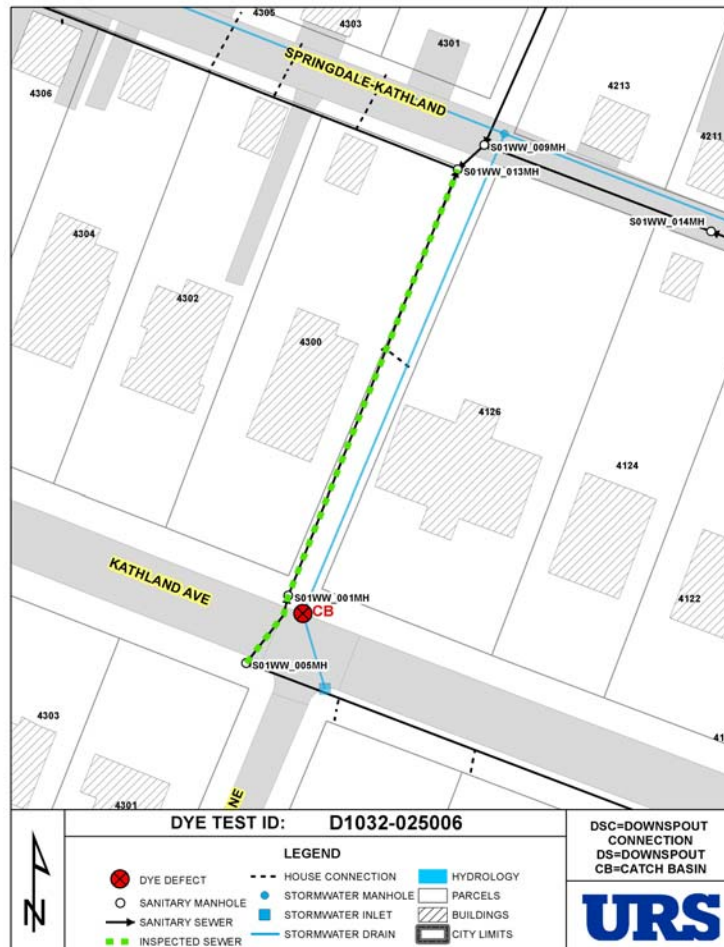 4305
4303
4301
4306
SPRINGDALE-KATHLAND
4213
4211
S01WW_009MH
S01WW_013MH
S01WW_014MH
4304
4302
4300
4126
4124
4122
KATHLAND AVE
S01WW_001MH
CB
S01WW_005MH
4303
4301
NE
41
DYE TEST ID: D1032-025006
LEGEND
DYE DEFECT
SANITARY MANHOLE
SANITARY SEWER
INSPECTED SEWER
HOUSE CONNECTION
STORMWATER MANHOLE
STORMWATER INLET
STORMWATER DRAIN
HYDROLOGY
PARCELS
BUILDINGS
CITY LIMITS
DSC=DOWNSPOUT
CONNECTION
DS=DOWNSPOUT
CB=CATCH BASIN
N
URS